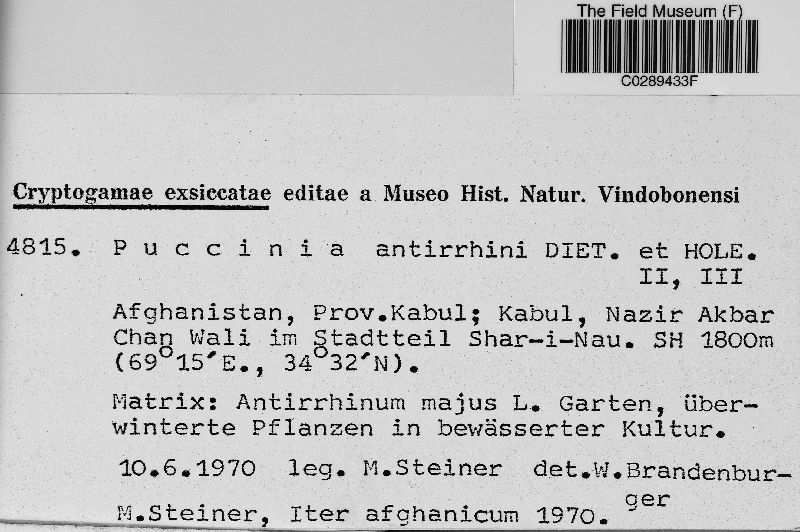 The Field Museum (F)
C0289433F
Cryptogamae exsiccatae editae a Museo Hist. Natur. Vindobonensi
4815. P u c c i n i a antirrhini DIET. et HOLE.
II, III
Afghanistan, Prov.Kabul; Kabul, Nazir Akbar
Chan Wali im Stadtteil Shar-i-Nau. SH 1800m
(69°15′E., 34°32′N).
Matrix: Antirrhinum majus L. Garten, über-
winterte Pflanzen in bewässerter Kultur.
10.6.1970 leg. M.Steiner det.W.Brandenbur-
ger
M.Steiner, Iter afghanicum 1970.